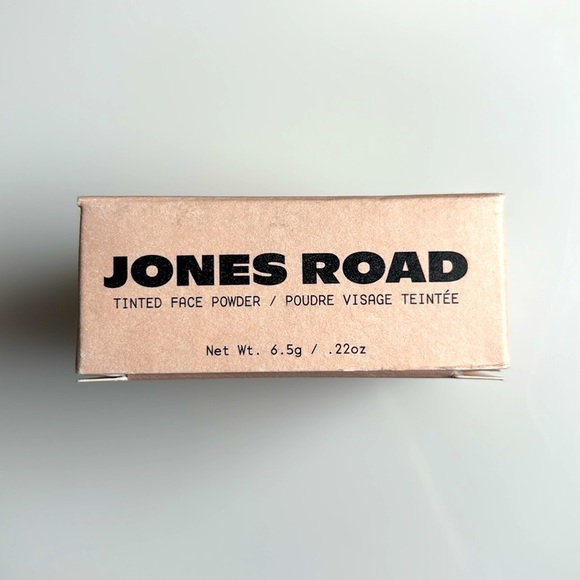 JONES ROAD
TINTED FACE POWDER / POUDRE VISAGE TEINTÉE
Net Wt. 6.5g / .22oz